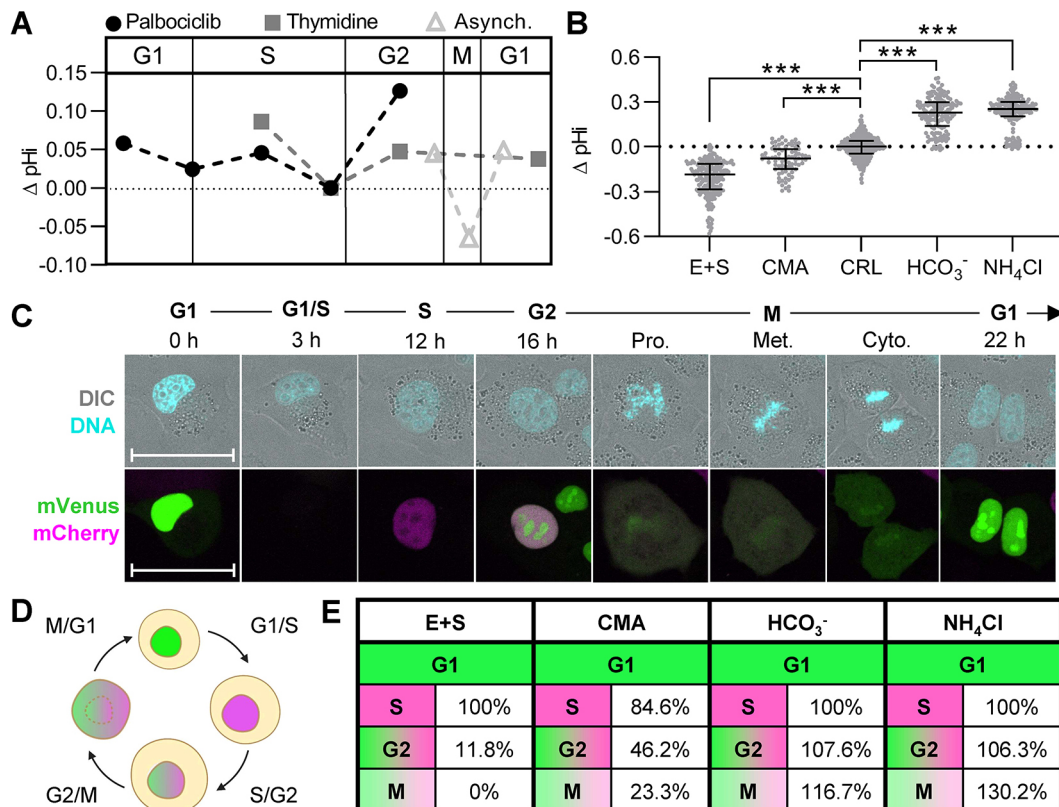 A
Palbociclib Thymidine Asynch.
G1 S G2 M G1
0.15
0.10
0.05
0.00
-0.05
-0.10
Δ pHi
B
*** ***
*** ***
0.6
0.3
0.0
-0.3
-0.6
Δ pHi
E+S CMA CRL HCO₃⁻ NH₄Cl
C
G1 G1/S S G2 M G1
0 h 3 h 12 h 16 h Pro. Met. Cyto. 22 h
DIC
DNA
mVenus
mCherry
D
M/G1 G1/S
G2/M S/G2
E
E+S CMA HCO₃⁻ NH₄Cl
G1 G1 G1 G1
S 100% S 84.6% S 100% S 100%
G2 11.8% G2 46.2% G2 107.6% G2 106.3%
M 0% M 23.3% M 116.7% M 130.2%